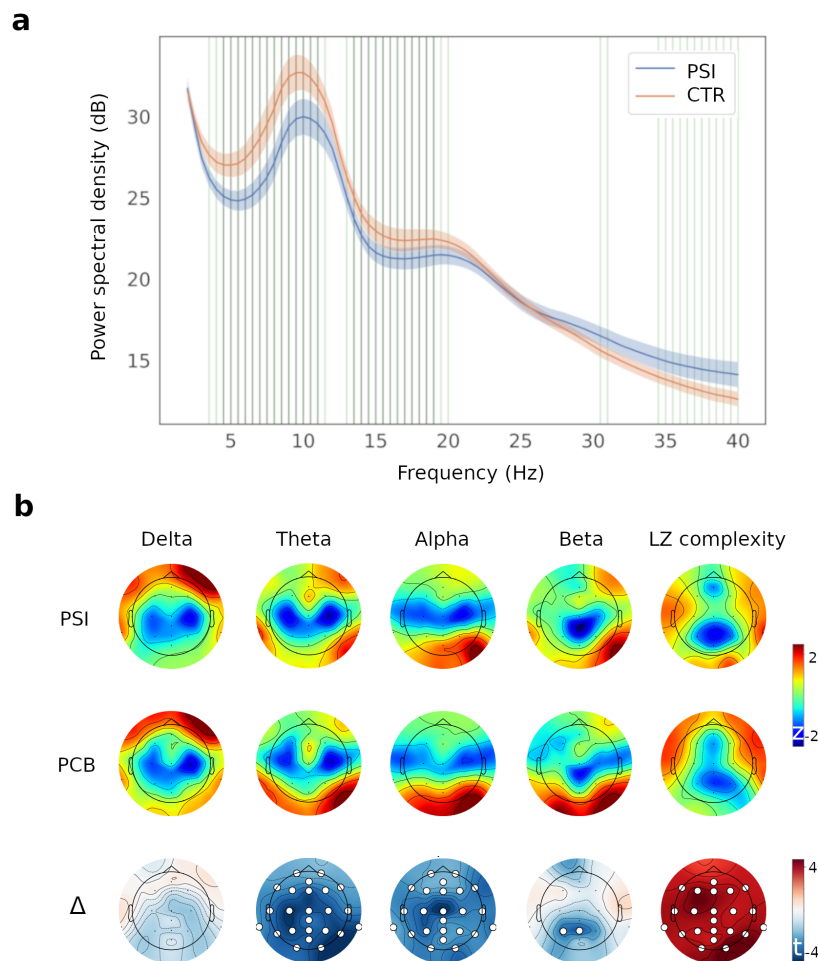 a
Power spectral density (dB)
30
25
20
15
PSI
CTR
5 10 15 20 25 30 35 40
Frequency (Hz)
b
Delta Theta Alpha Beta LZ complexity
PSI
PCB
Δ
2
z
-2
4
t
-4